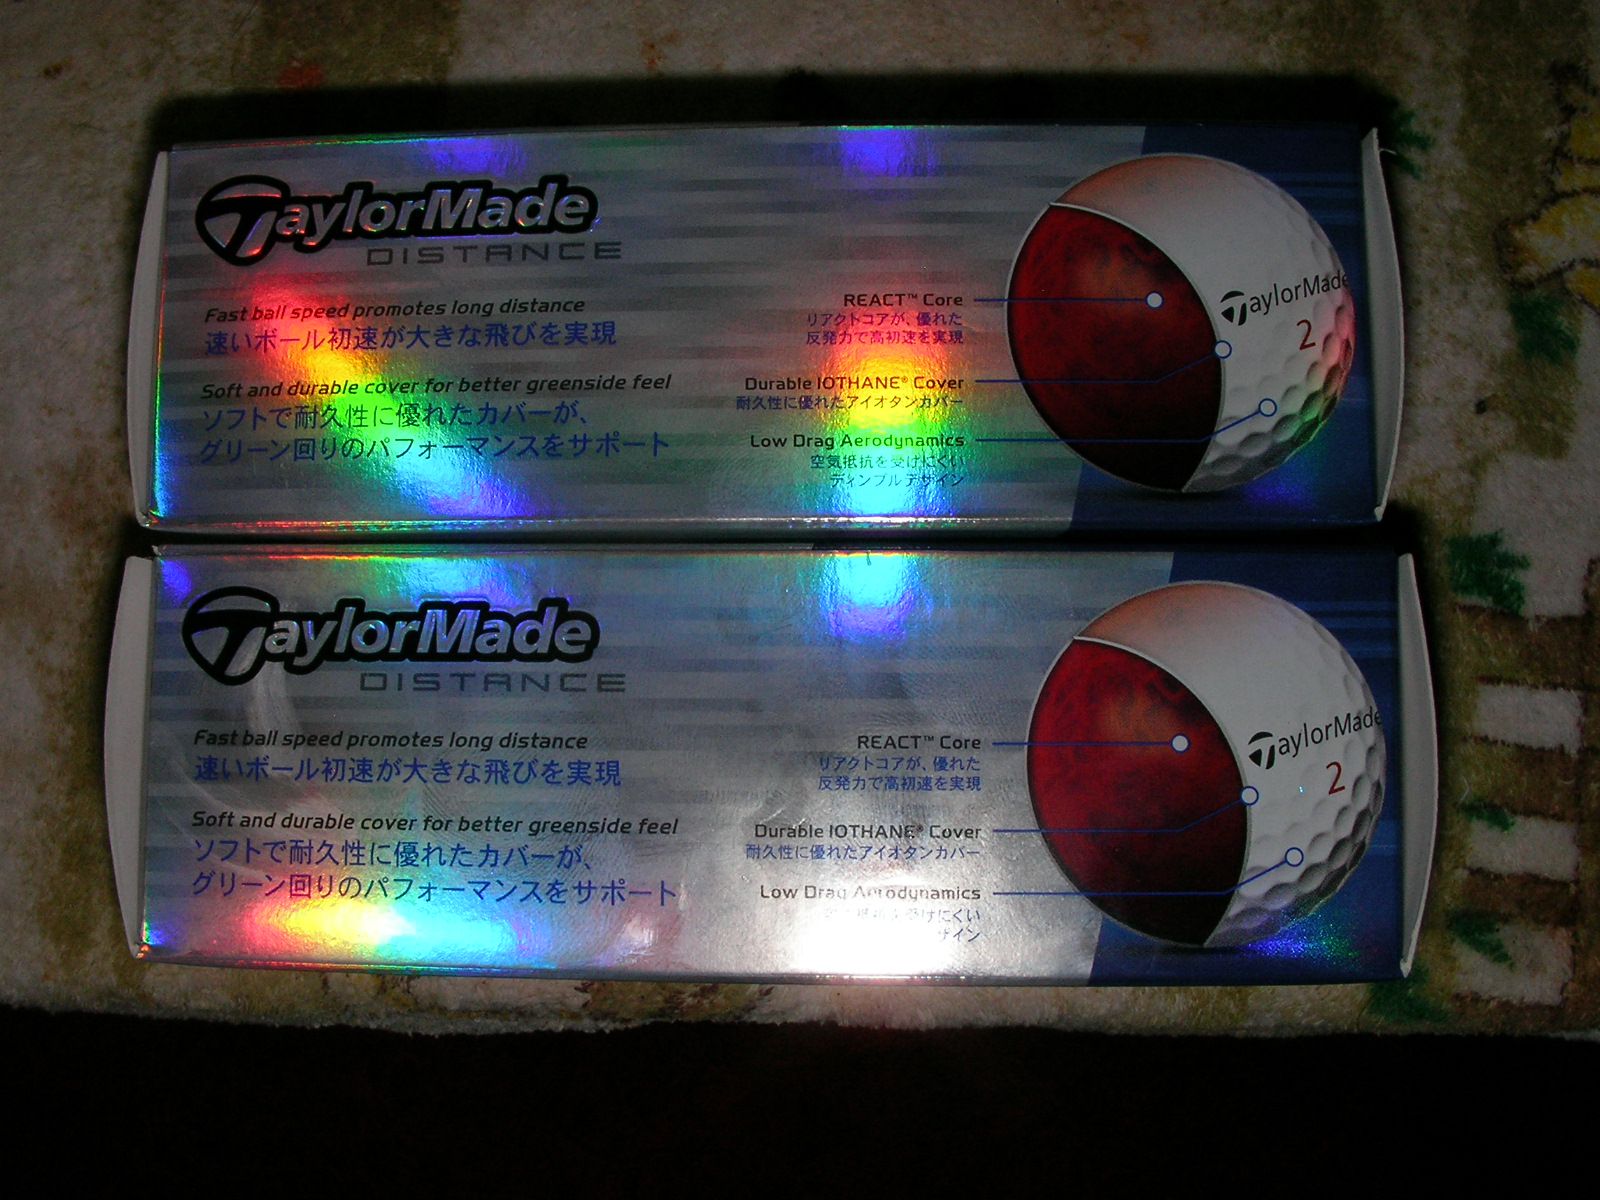 TaylorMade
DISTANCE
Fast ball speed promotes long distance
速いボール初速が大きな飛びを実現
Soft and durable cover for better greenside feel
ソフトで耐久性に優れたカバーが、
グリーン回りのパフォーマンスをサポート
REACT™ Core
リアクトコアが、優れた
反発力で高初速を実現
Durable IOTHANE® Cover
耐久性に優れたアイオタンカバー
Low Drag Aerodynamics
空気抵抗を受けにくい
ディンプルデザイン
TaylorMade
2
TaylorMade
DISTANCE
Fast ball speed promotes long distance
速いボール初速が大きな飛びを実現
Soft and durable cover for better greenside feel
ソフトで耐久性に優れたカバーが、
グリーン回りのパフォーマンスをサポート
REACT™ Core
リアクトコアが、優れた
反発力で高初速を実現
Durable IOTHANE® Cover
耐久性に優れたアイオタンカバー
Low Drag Aerodynamics
受けにくい
ザイン
TaylorMade
2